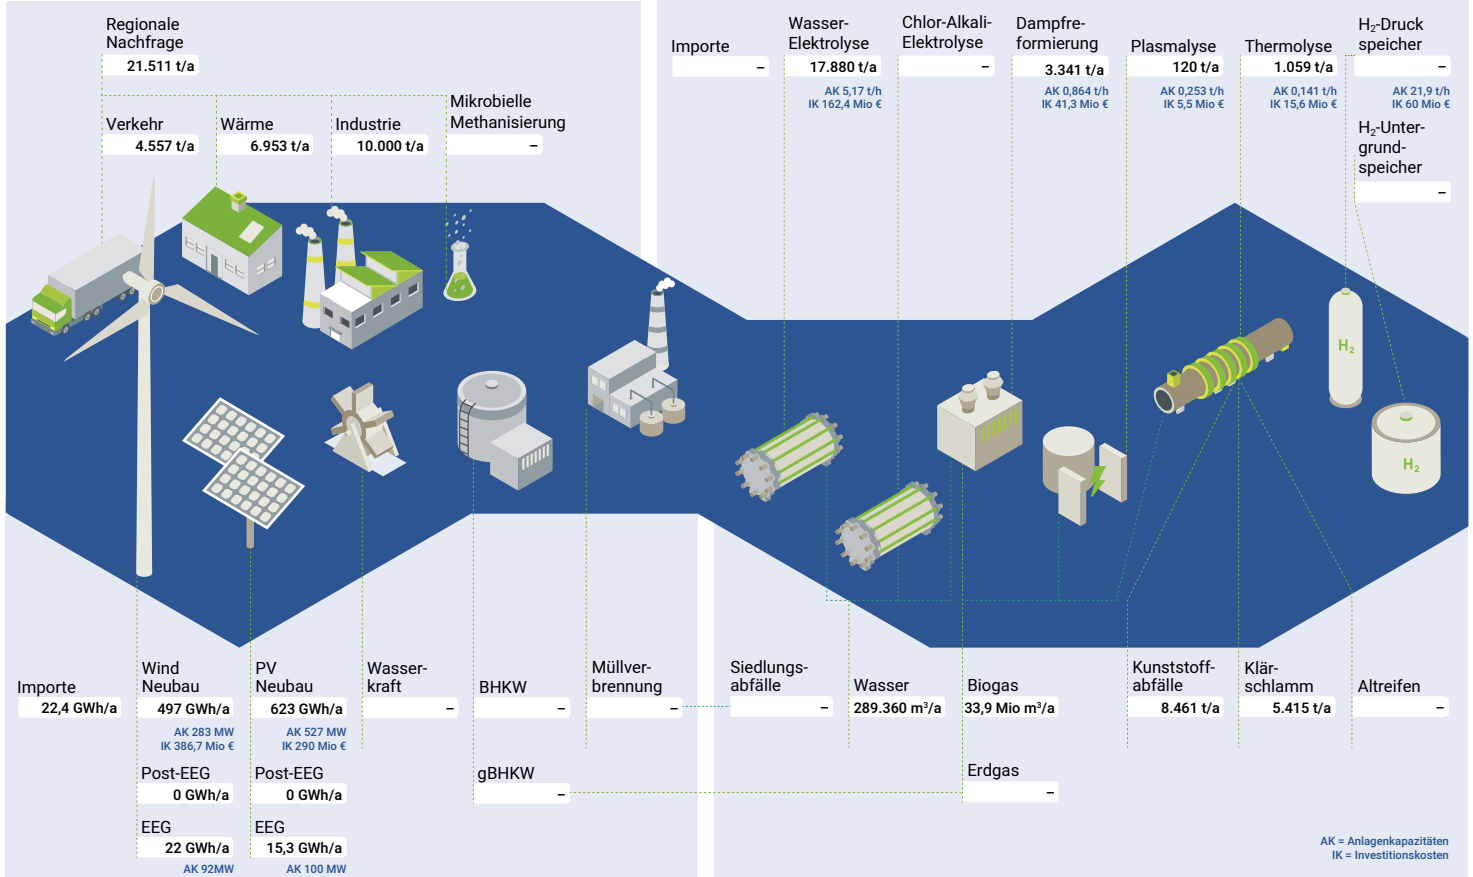 Regionale
Nachfrage
21.511 t/a
Verkehr
4.557 t/a
Wärme
6.953 t/a
Industrie
10.000 t/a
Mikrobielle
Methanisierung
–
Importe
–
Wasser-
Elektrolyse
17.880 t/a
AK 5,17 t/h
IK 162,4 Mio €
Chlor-Alkali-
Elektrolyse
–
Dampfre-
formierung
3.341 t/a
AK 0,864 t/h
IK 41,3 Mio €
Plasmalyse
120 t/a
AK 0,253 t/h
IK 5,5 Mio €
Thermolyse
1.059 t/a
AK 0,141 t/h
IK 15,6 Mio €
H₂-Druck
speicher
–
AK 21,9 t/h
IK 60 Mio €
H₂-Unter-
grund-
speicher
–
H₂
H₂
Importe
22,4 GWh/a
Wind
Neubau
497 GWh/a
AK 283 MW
IK 386,7 Mio €
Post-EEG
0 GWh/a
EEG
22 GWh/a
AK 92MW
PV
Neubau
623 GWh/a
AK 527 MW
IK 290 Mio €
Post-EEG
0 GWh/a
EEG
15,3 GWh/a
AK 100 MW
Wasser-
kraft
–
BHKW
–
gBHKW
–
Müllver-
brennung
–
Siedlungs-
abfälle
–
Wasser
289.360 m³/a
Biogas
33,9 Mio m³/a
Erdgas
–
Kunststoff-
abfälle
8.461 t/a
Klär-
schlamm
5.415 t/a
Altreifen
–
AK = Anlagenkapazitäten
IK = Investitionskosten